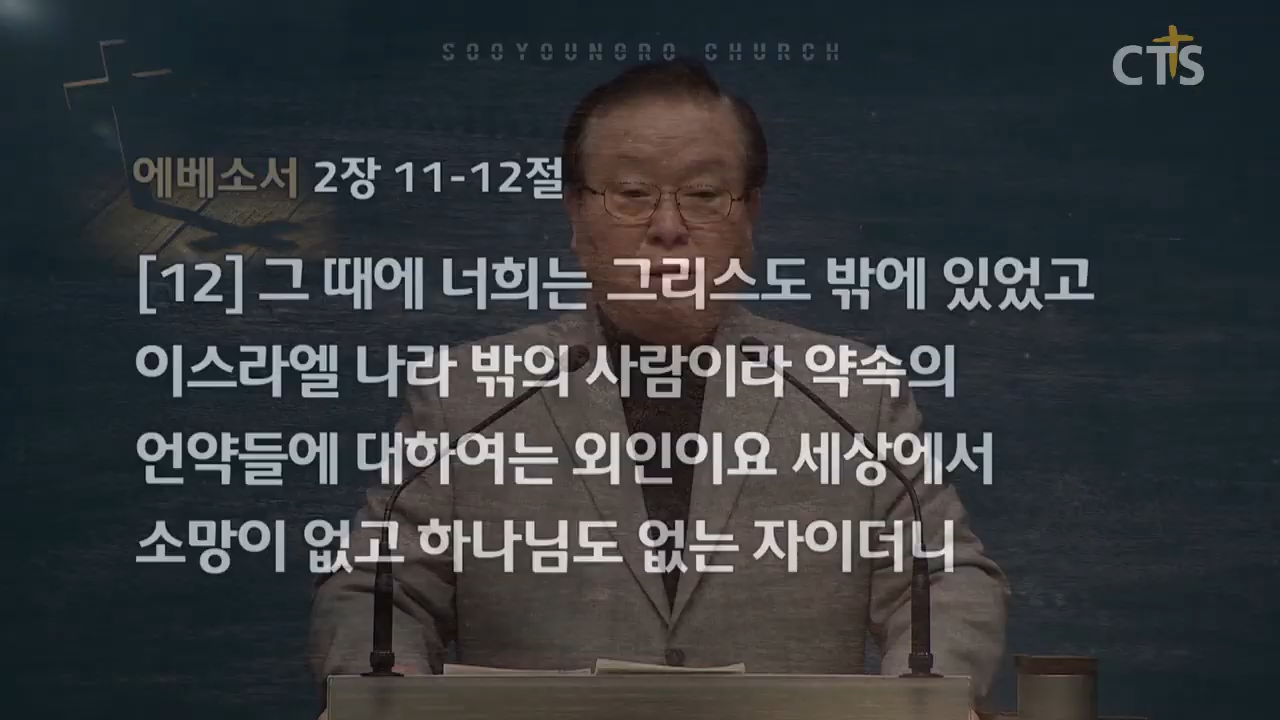 SOOYOUNGRO CHURCH
CTS
에베소서 2장 11-12절
[12] 그 때에 너희는 그리스도 밖에 있었고
이스라엘 나라 밖의 사람이라 약속의
언약들에 대하여는 외인이요 세상에서
소망이 없고 하나님도 없는 자이더니